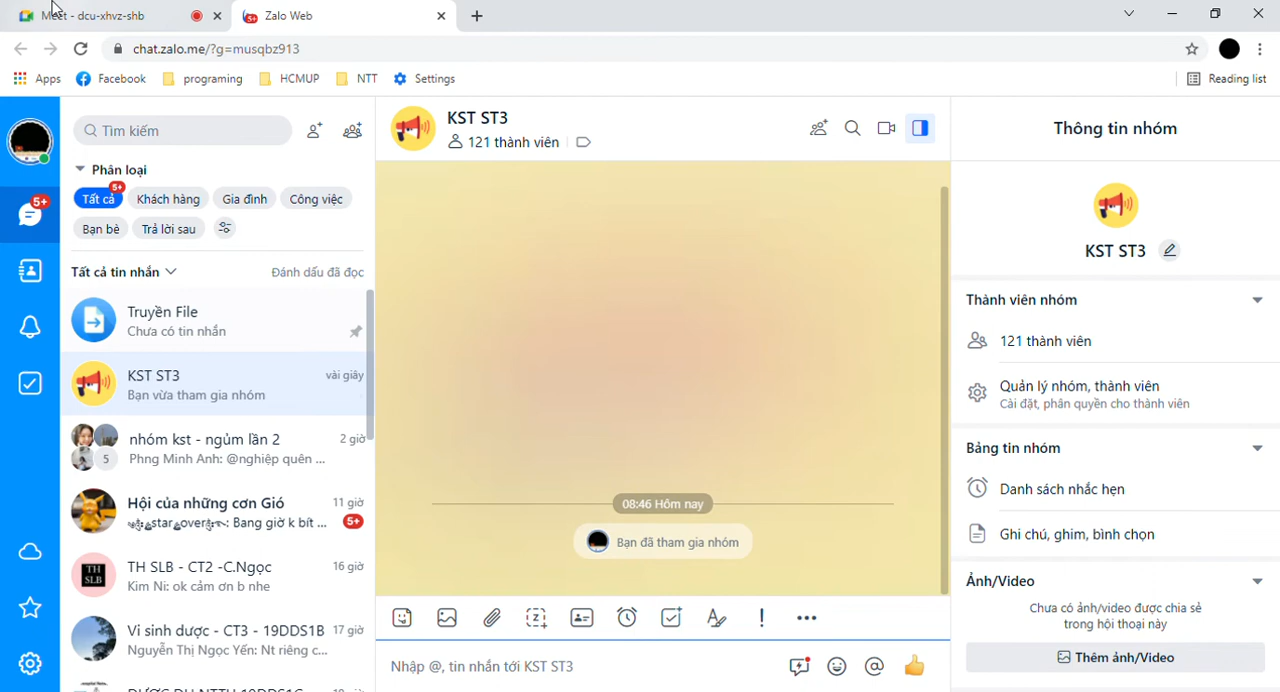 Meet - dcu-xhvz-shb
5+ Zalo Web
chat.zalo.me/?g=musqbz913
Apps Facebook programing HCMUP NTT Settings Reading list
5+
Tìm kiếm
Phân loại
5+
Tất cả Khách hàng Gia đình Công việc
Bạn bè Trả lời sau
Tất cả tin nhắn Đánh dấu đã đọc
Truyền File
Chưa có tin nhắn
KST ST3 vài giây
Bạn vừa tham gia nhóm
nhóm kst - ngủm lần 2 2 giờ
5 Phng Minh Anh: @nghiệp quên ...
Hội của những cơn Gió 11 giờ
star over : Bang giờ k bít ... 5+
TH SLB - CT2 -C.Ngọc 16 giờ
TH SLB Kim Ni: ok cảm ơn b nhe
Vi sinh dược - CT3 - 19DDS1B 17 giờ
Nguyễn Thị Ngọc Yến: Nt riêng c...
KST ST3
121 thành viên
08:46 Hôm nay
Bạn đã tham gia nhóm
Nhập @, tin nhắn tới KST ST3
Thông tin nhóm
KST ST3
Thành viên nhóm
121 thành viên
Quản lý nhóm, thành viên
Cài đặt, phân quyền cho thành viên
Bảng tin nhóm
Danh sách nhắc hẹn
Ghi chú, ghim, bình chọn
Ảnh/Video
Chưa có ảnh/video được chia sẻ
trong hội thoại này
Thêm ảnh/Video